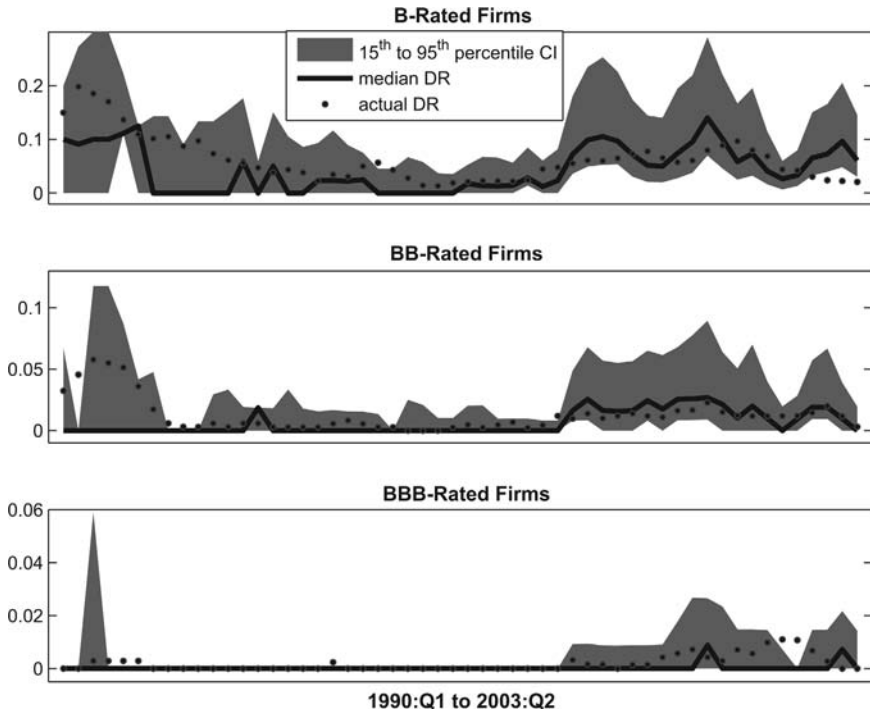 B-Rated Firms
15th to 95th percentile CI
median DR
actual DR
0.2
0.1
0
BB-Rated Firms
0.1
0.05
0
BBB-Rated Firms
0.06
0.04
0.02
0
1990:Q1 to 2003:Q2